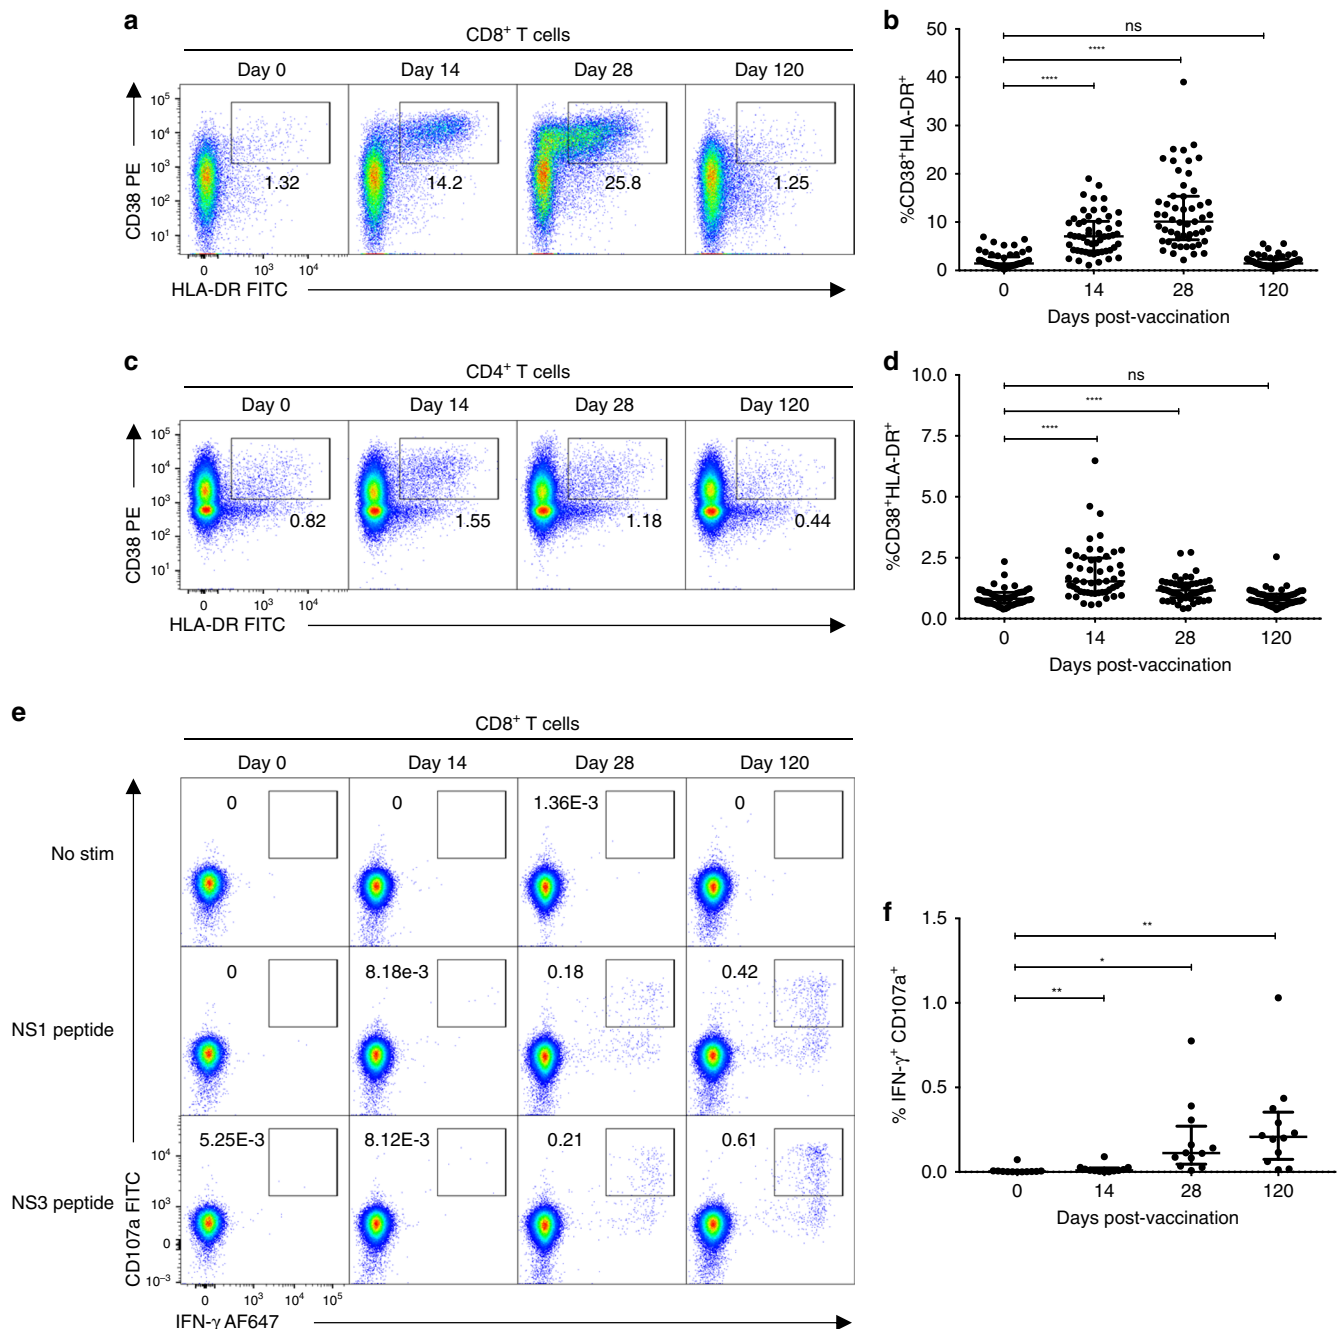 a
CD8+ T cells
Day 0 Day 14 Day 28 Day 120
10^5
10^4
10^3
10^2
10^1
CD38 PE
1.32 14.2 25.8 1.25
0 10^3 10^4
HLA-DR FITC
b
50
40
30
20
10
0
%CD38+HLA-DR+
ns
****
****
0 14 28 120
Days post-vaccination
c
CD4+ T cells
Day 0 Day 14 Day 28 Day 120
10^5
10^4
10^3
10^2
10^1
CD38 PE
0.82 1.55 1.18 0.44
0 10^3 10^4
HLA-DR FITC
d
10.0
7.5
5.0
2.5
0.0
%CD38+HLA-DR+
ns
****
****
0 14 28 120
Days post-vaccination
e
CD8+ T cells
Day 0 Day 14 Day 28 Day 120
No stim
0 0 1.36E-3 0
NS1 peptide
0 8.18e-3 0.18 0.42
NS3 peptide
5.25E-3 8.12E-3 0.21 0.61
CD107a FITC
10^4
10^3
0
10^-3
0 10^3 10^4 10^5
IFN-γ AF647
f
1.5
1.0
0.5
0.0
% IFN-γ+ CD107a+
**
*
**
0 14 28 120
Days post-vaccination